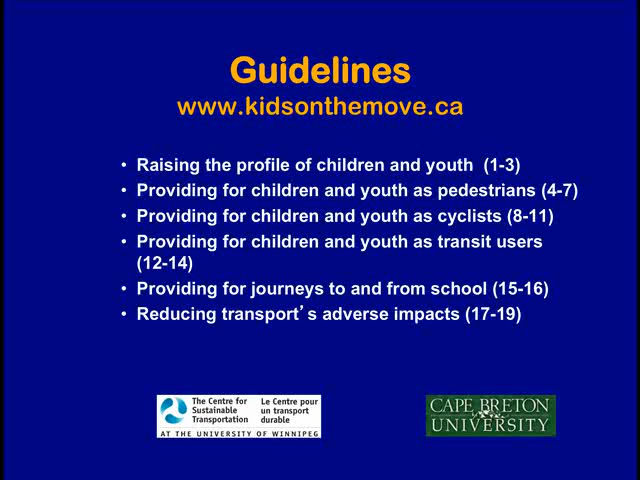 Guidelines
www.kidsonthemove.ca
• Raising the profile of children and youth (1-3)
• Providing for children and youth as pedestrians (4-7)
• Providing for children and youth as cyclists (8-11)
• Providing for children and youth as transit users
(12-14)
• Providing for journeys to and from school (15-16)
• Reducing transport’s adverse impacts (17-19)
The Centre for
Sustainable
Transportation
Le Centre pour
un transport
durable
AT THE UNIVERSITY OF WINNIPEG
CAPE BRETON
UNIVERSITY